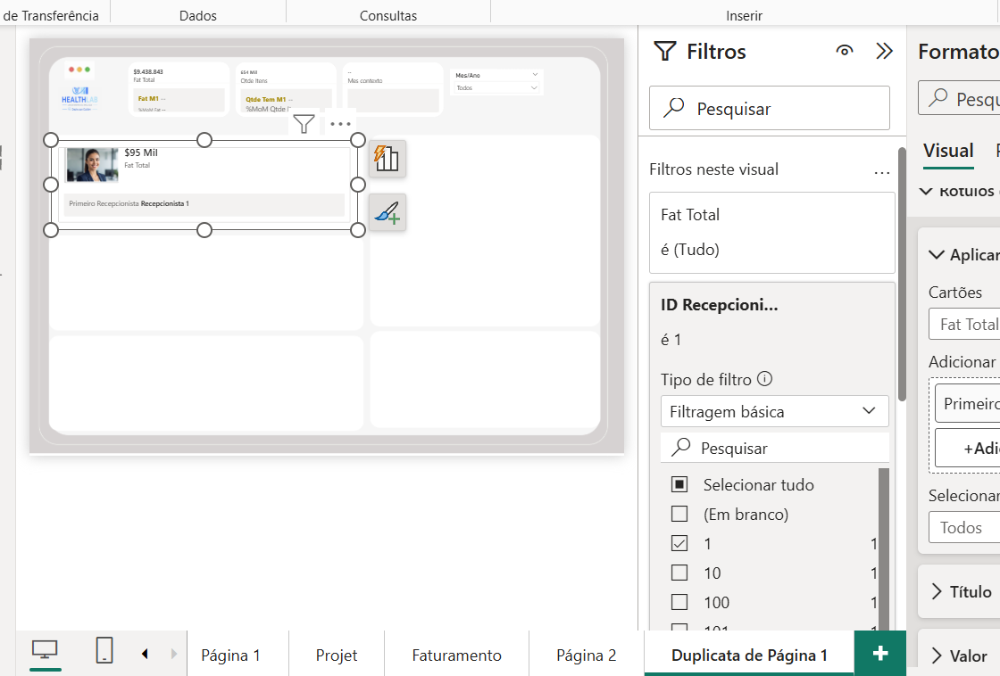 de Transferência
Dados
Consultas
Inserir
$9.438.843
Fat Total
Fat M1 --
%MoM Fat --
654 Mil
Qtde Itens
Qtde Tem M1 --
%MoM Qtde I
--
Mes contexto
Mes/Ano
Todos
HEALTHLAB
$95 Mil
Fat Total
Primeiro Recepcionista Recepcionista 1
Filtros
Pesquisar
Filtros neste visual
...
Fat Total
é (Tudo)
ID Recepcioni...
é 1
Tipo de filtro
Filtragem básica
Pesquisar
Selecionar tudo
(Em branco)
1 1
10 1
100 1
101 1
Formato
Pesqu
Visual
Rótulos
Aplicar
Cartões
Fat Total
Adicionar
Primeiro
+Adi
Selecionar
Todos
Título
Valor
Página 1
Projet
Faturamento
Página 2
Duplicata de Página 1
+